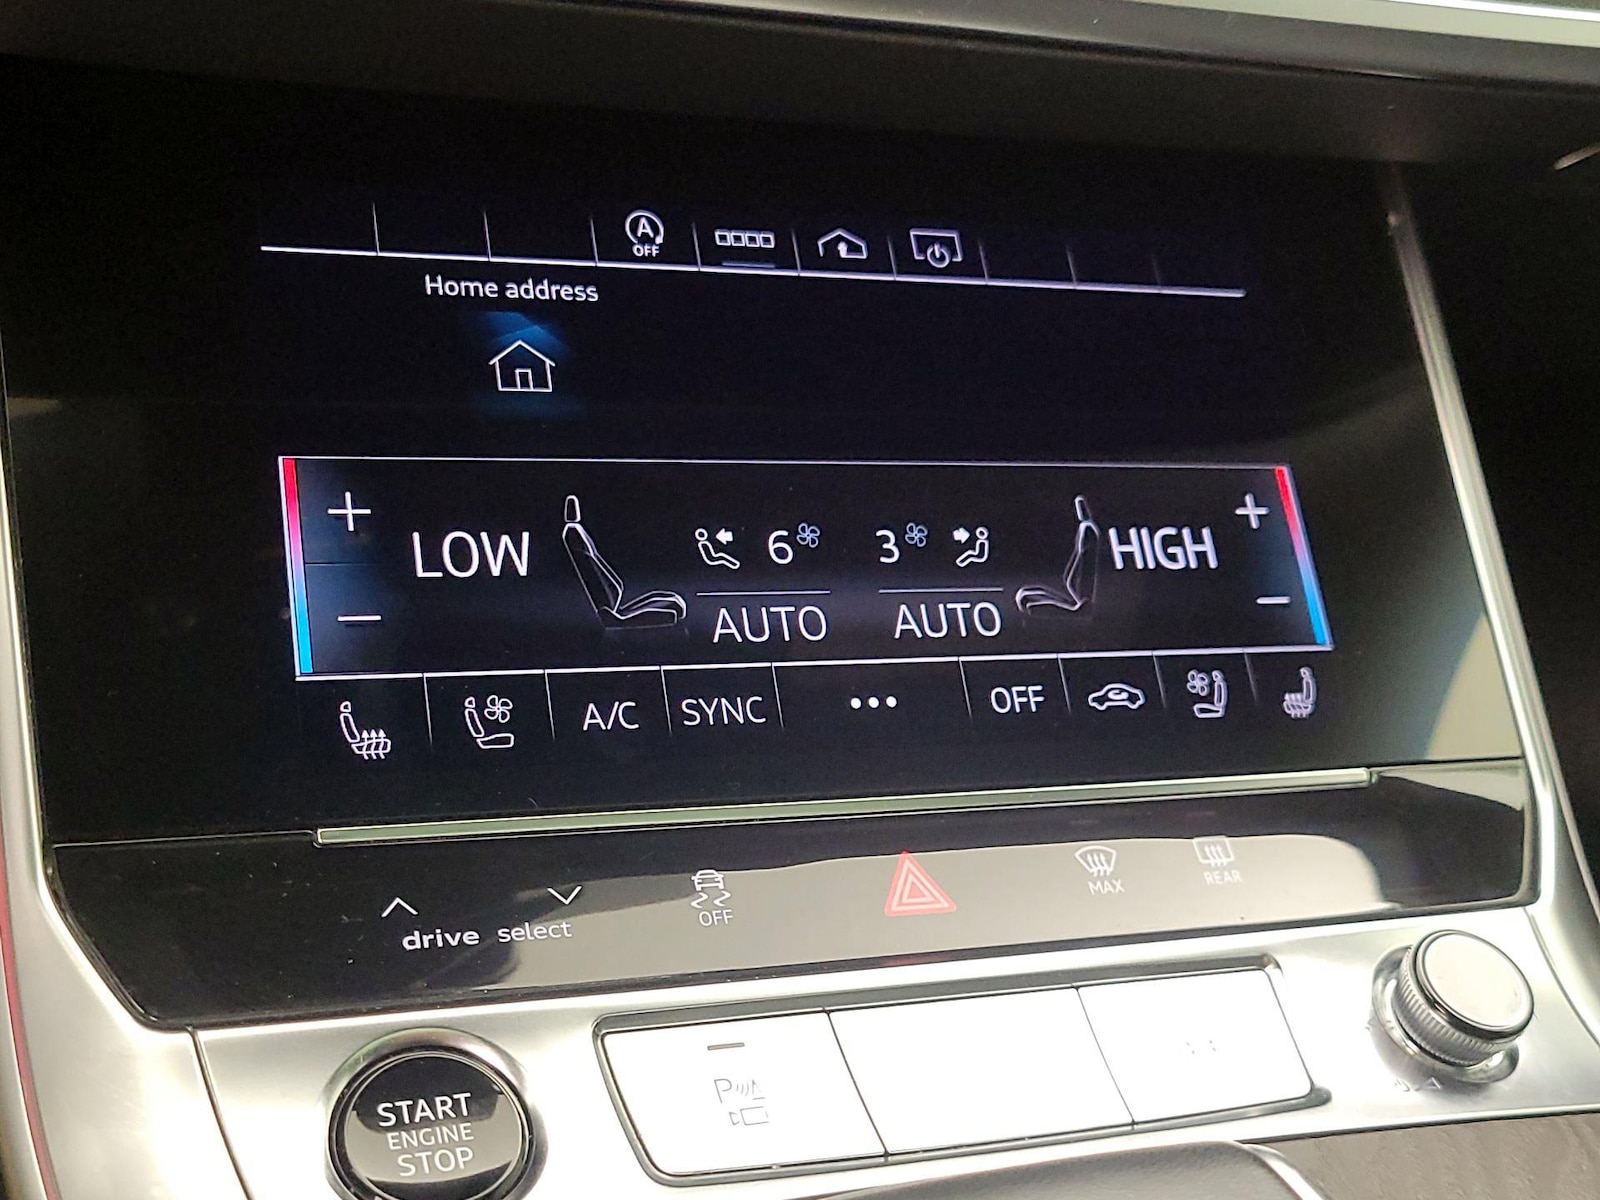 A
OFF
Home address
LOW 6 3 HIGH
AUTO AUTO
A/C SYNC ••• OFF
drive select
OFF
MAX
REAR
START
ENGINE
STOP
P